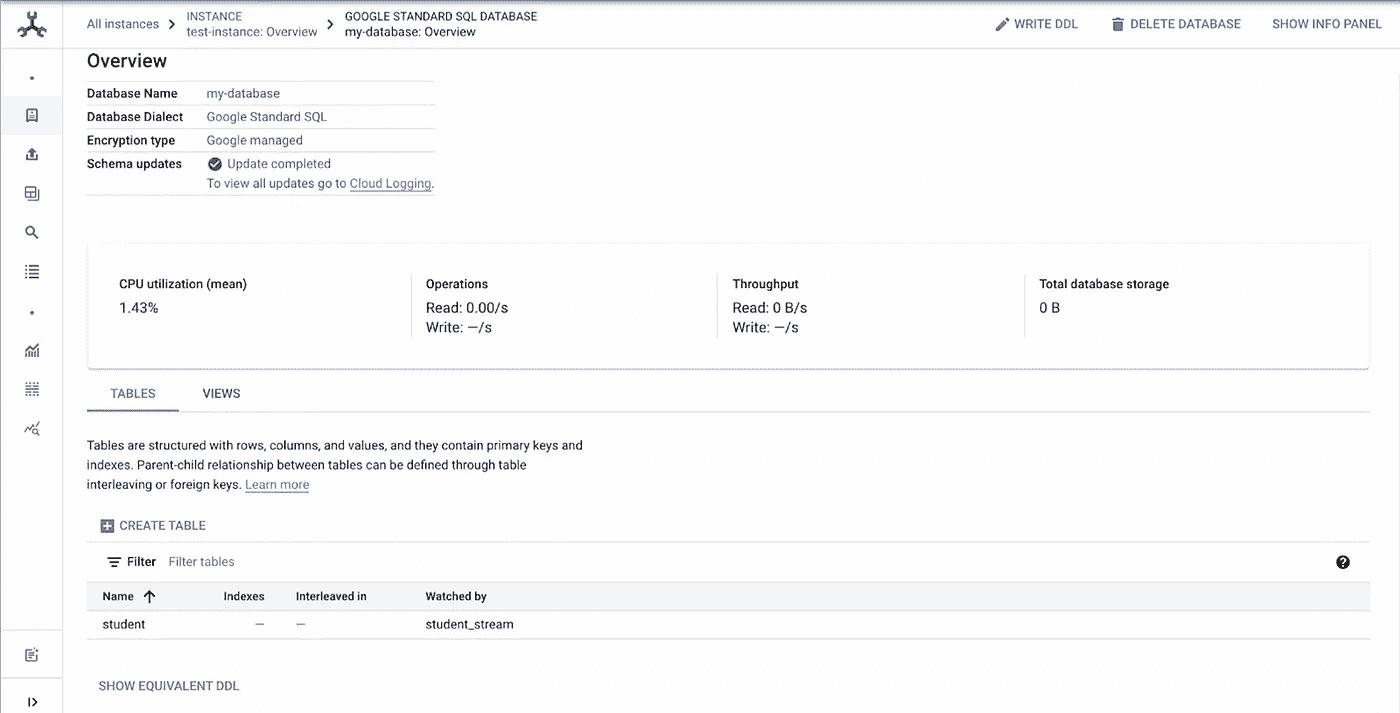 All instances
INSTANCE
test-instance: Overview
GOOGLE STANDARD SQL DATABASE
my-database: Overview
WRITE DDL
DELETE DATABASE
SHOW INFO PANEL
Overview
Database Name my-database
Database Dialect Google Standard SQL
Encryption type Google managed
Schema updates Update completed
To view all updates go to Cloud Logging.
CPU utilization (mean)
1.43%
Operations
Read: 0.00/s
Write: —/s
Throughput
Read: 0 B/s
Write: —/s
Total database storage
0 B
TABLES VIEWS
Tables are structured with rows, columns, and values, and they contain primary keys and
indexes. Parent-child relationship between tables can be defined through table
interleaving or foreign keys. Learn more
CREATE TABLE
Filter Filter tables
Name Indexes Interleaved in Watched by
student — — student_stream
SHOW EQUIVALENT DDL